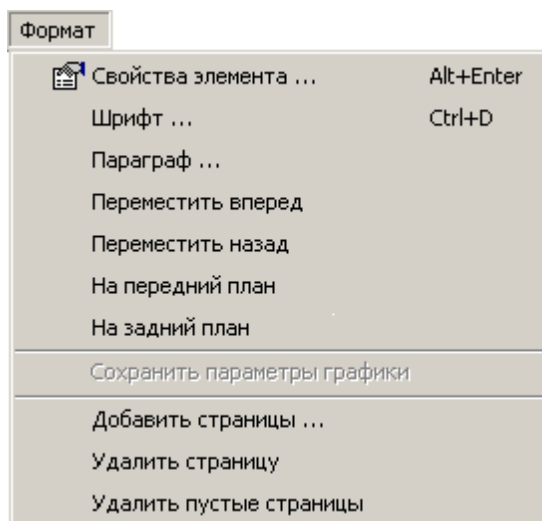 Формат
Свойства элемента ... Alt+Enter
Шрифт ... Ctrl+D
Параграф ...
Переместить вперед
Переместить назад
На передний план
На задний план
Сохранить параметры графики
Добавить страницы ...
Удалить страницу
Удалить пустые страницы